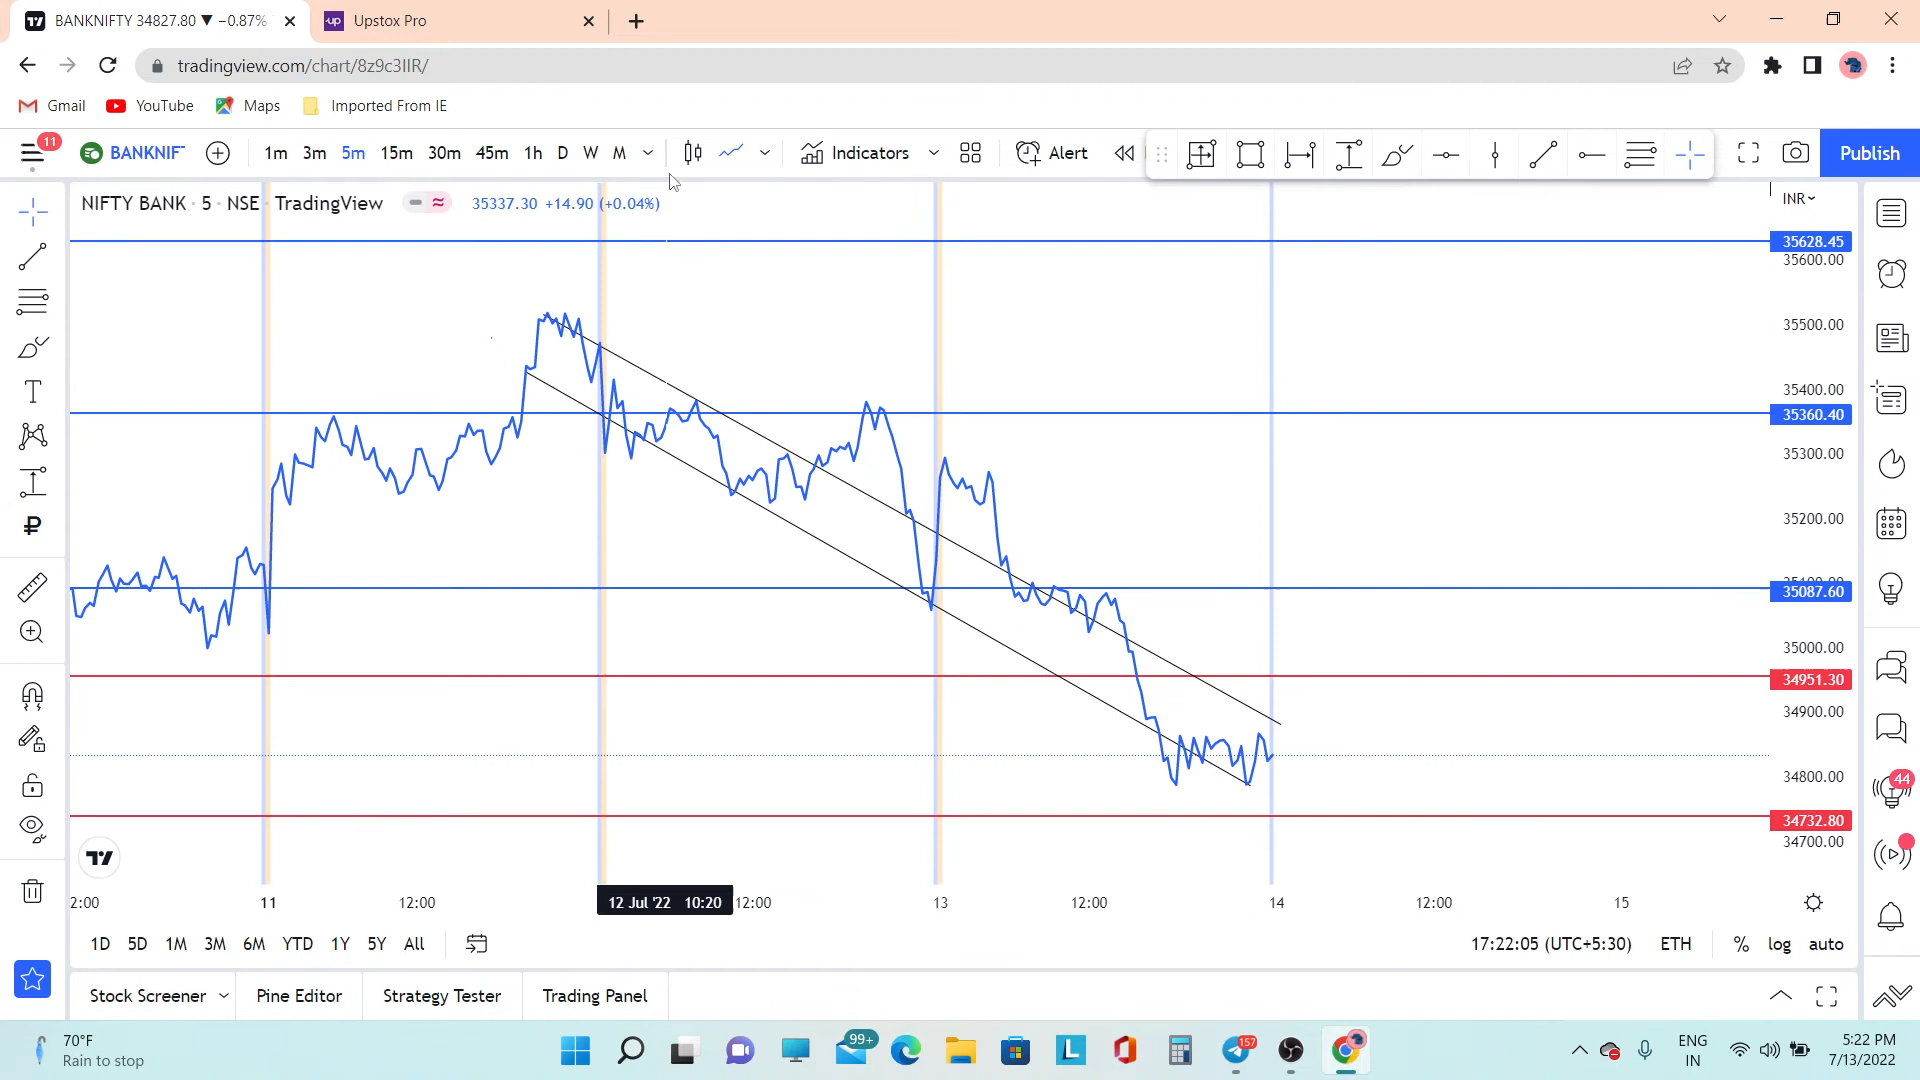 BANKNIFTY 34827.80 ▼ −0.87%
Upstox Pro
tradingview.com/chart/8z9c3IIR/
Gmail
YouTube
Maps
Imported From IE
11
BANKNIF
1m 3m 5m 15m 30m 45m 1h D W M
Indicators
Alert
Publish
NIFTY BANK · 5 · NSE TradingView
35337.30 +14.90 (+0.04%)
INR
35628.45
35600.00
35500.00
35400.00
35360.40
35300.00
35200.00
35087.60
35000.00
34951.30
34900.00
34800.00
34732.80
34700.00
44
2:00
11
12:00
12 Jul '22 10:20
12:00
13
12:00
14
12:00
15
1D 5D 1M 3M 6M YTD 1Y 5Y All
17:22:05 (UTC+5:30)
ETH
% log auto
Stock Screener
Pine Editor
Strategy Tester
Trading Panel
70°F
Rain to stop
99+
157
ENG
IN
5:22 PM
7/13/2022